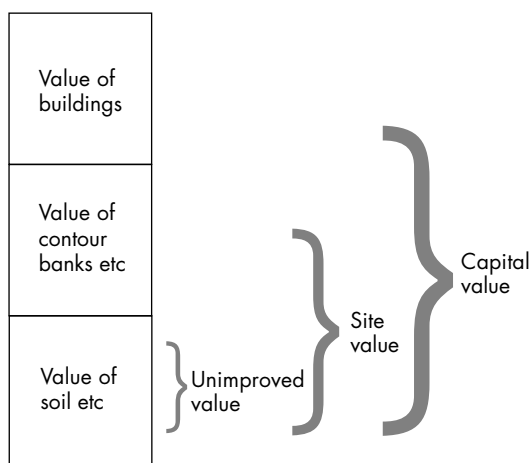 Value of
buildings
Value of
contour
banks etc
Value of
soil etc
Unimproved
value
Site
value
Capital
value